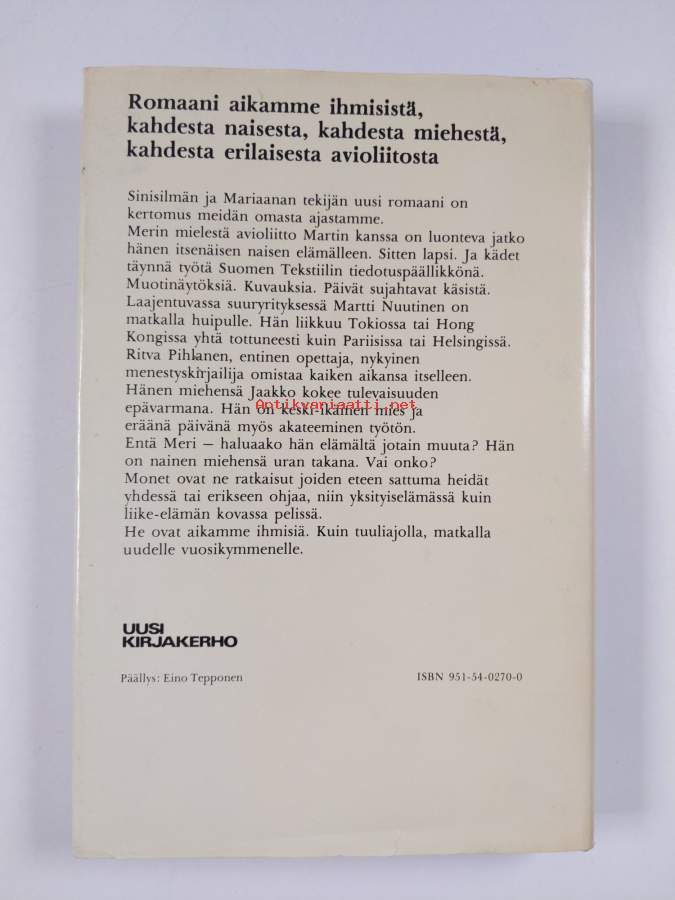 Romaani aikamme ihmisistä,
kahdesta naisesta, kahdesta miehestä,
kahdesta erilaisesta avioliitosta
Sinisilmän ja Mariaanan tekijän uusi romaani on
kertomus meidän omasta ajastamme.
Merin mielestä avioliitto Martin kanssa on luonteva jatko
hänen itsenäisen naisen elämälleen. Sitten lapsi. Ja kädet
täynnä työtä Suomen Tekstiilin tiedotuspäällikkönä.
Muotinäytöksiä. Kuvauksia. Päivät sujahtavat käsistä.
Laajentuvassa suuryrityksessä Martti Nuutinen on
matkalla huipulle. Hän liikkuu Tokiossa tai Hong
Kongissa yhtä tottuneesti kuin Pariisissa tai Helsingissä.
Ritva Pihlanen, entinen opettaja, nykyinen
menestyskirjailija omistaa kaiken aikansa itselleen.
Hänen miehensä Jaakko kokee tulevaisuuden
Antikvariaatti.net
epävarmana. Hän on keski-ikäinen mies ja
eräänä päivänä myös akateeminen työtön.
Entä Meri – haluaako hän elämältä jotain muuta? Hän
on nainen miehensä uran takana. Vai onko?
Monet ovat ne ratkaisut joiden eteen sattuma heidät
yhdessä tai erikseen ohjaa, niin yksityiselämässä kuin
liike-elämän kovassa pelissä.
He ovat aikamme ihmisiä. Kuin tuuliajolla, matkalla
uudelle vuosikymmenelle.
UUSI
KIRJAKERHO
Päällys: Eino Tepponen
ISBN 951-54-0270-0